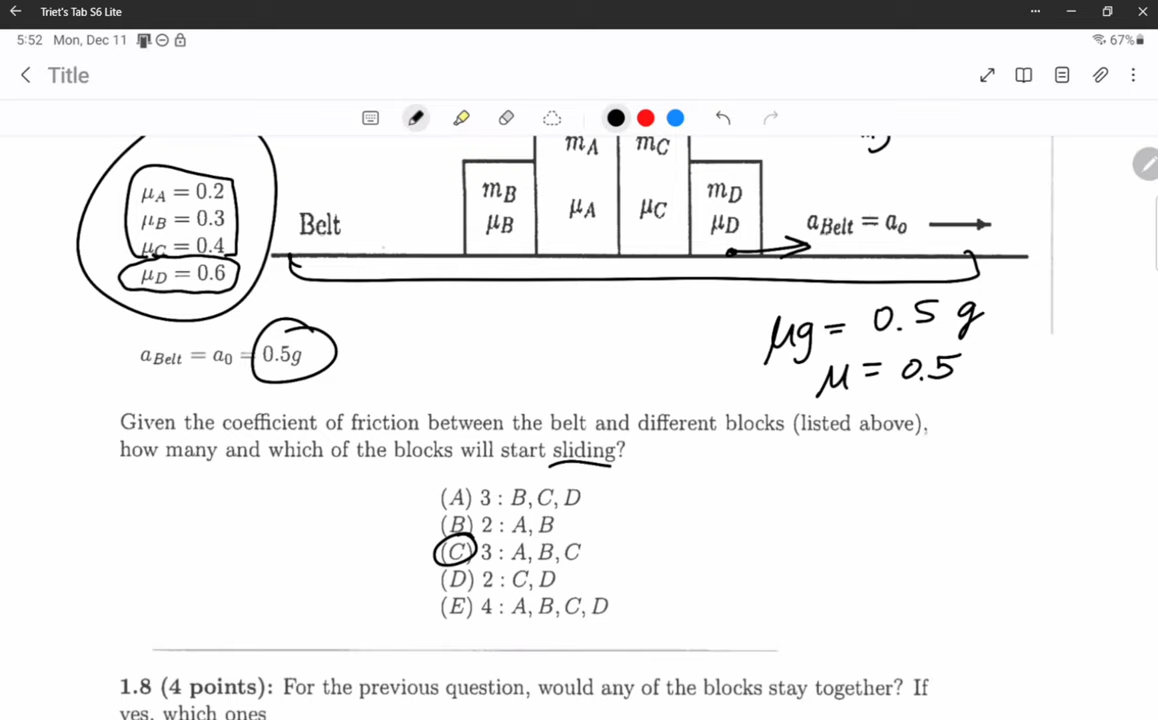 Triet's Tab S6 Lite
5:52 Mon, Dec 11
67%
Title
mA mC
mB mD
μB μA μC μD
μA = 0.2
μB = 0.3
μC = 0.4
μD = 0.6
Belt
aBelt = a0
aBelt = a0 = 0.5g
μg = 0.5 g
μ = 0.5
Given the coefficient of friction between the belt and different blocks (listed above),
how many and which of the blocks will start sliding?
(A) 3 : B, C, D
(B) 2 : A, B
(C) 3 : A, B, C
(D) 2 : C, D
(E) 4 : A, B, C, D
1.8 (4 points): For the previous question, would any of the blocks stay together? If
yes, which ones